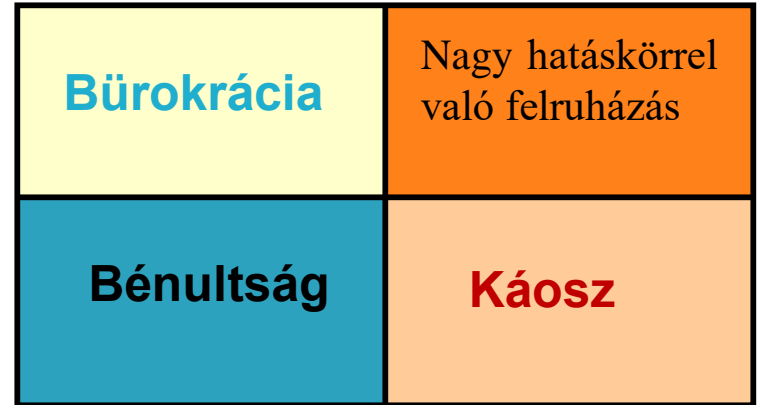 Bürokrácia
Nagy hatáskörrel
való felruházás
Bénultság
Káosz